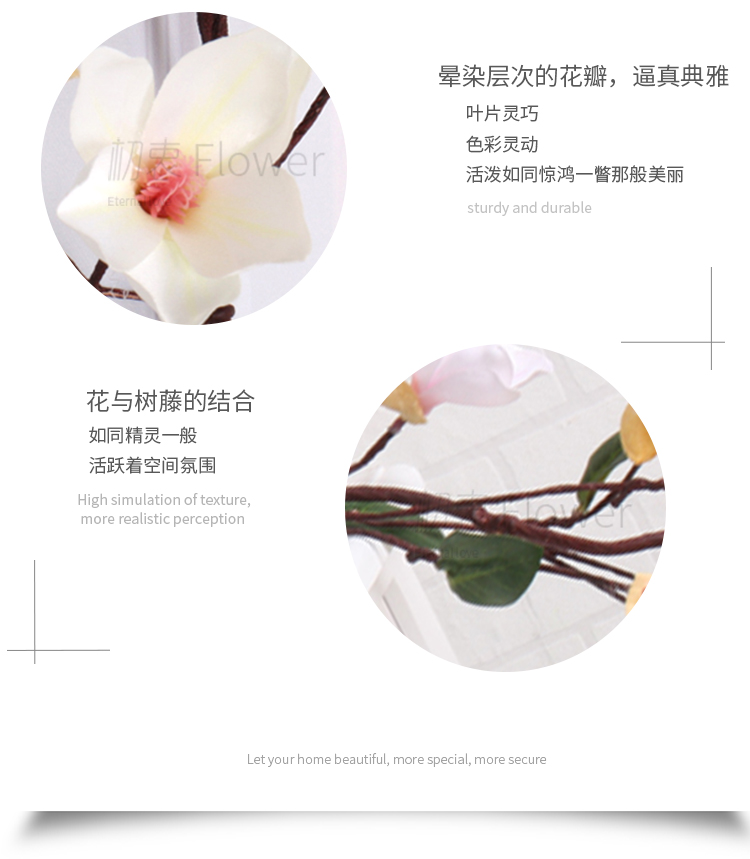 晕染层次的花瓣，逼真典雅
叶片灵巧
色彩灵动
活泼如同惊鸿一瞥那般美丽
sturdy and durable
Flower
花与树藤的结合
如同精灵一般
活跃着空间氛围
High simulation of texture,
more realistic perception
Flower
Let your home beautiful, more special, more secure